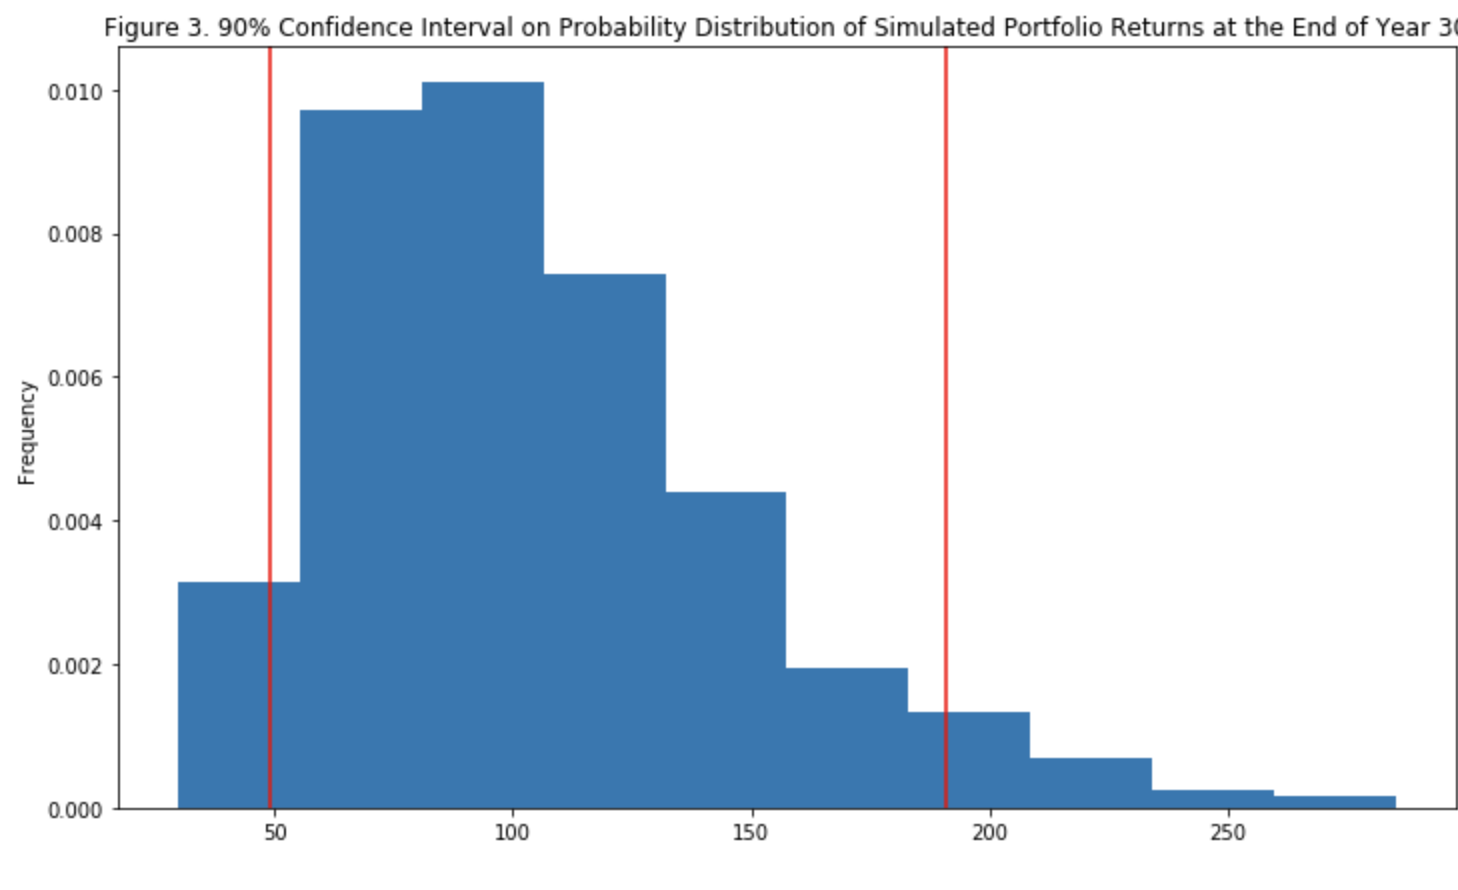 Figure 3. 90% Confidence Interval on Probability Distribution of Simulated Portfolio Returns at the End of Year 30
0.010
0.008
0.006
0.004
0.002
0.000
Frequency
50 100 150 200 250